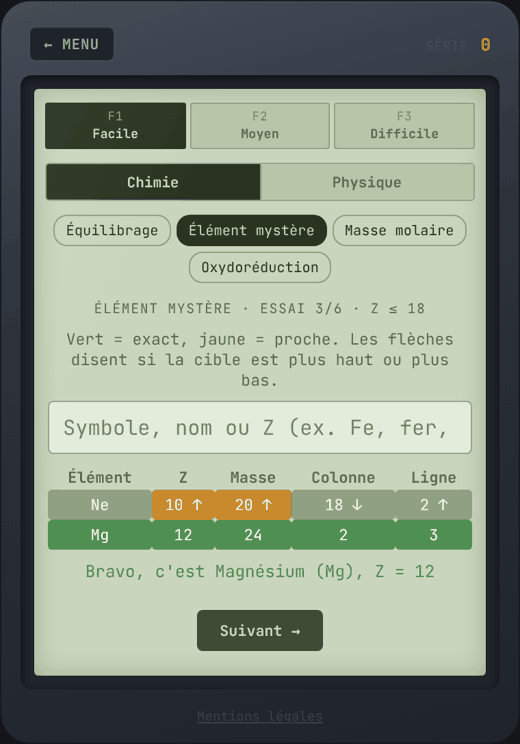 ← MENU
SÉRIE 0
F1 F2 F3
Facile Moyen Difficile
Chimie Physique
Équilibrage Élément mystère Masse molaire
Oxydoréduction
ÉLÉMENT MYSTÈRE · ESSAI 3/6 · Z ≤ 18
Vert = exact, jaune = proche. Les flèches
disent si la cible est plus haut ou plus
bas.
Symbole, nom ou Z (ex. Fe, fer,
Élément Z Masse Colonne Ligne
Ne 10 ↑ 20 ↑ 18 ↓ 2 ↑
Mg 12 24 2 3
Bravo, c'est Magnésium (Mg), Z = 12
Suivant →
Mentions légales